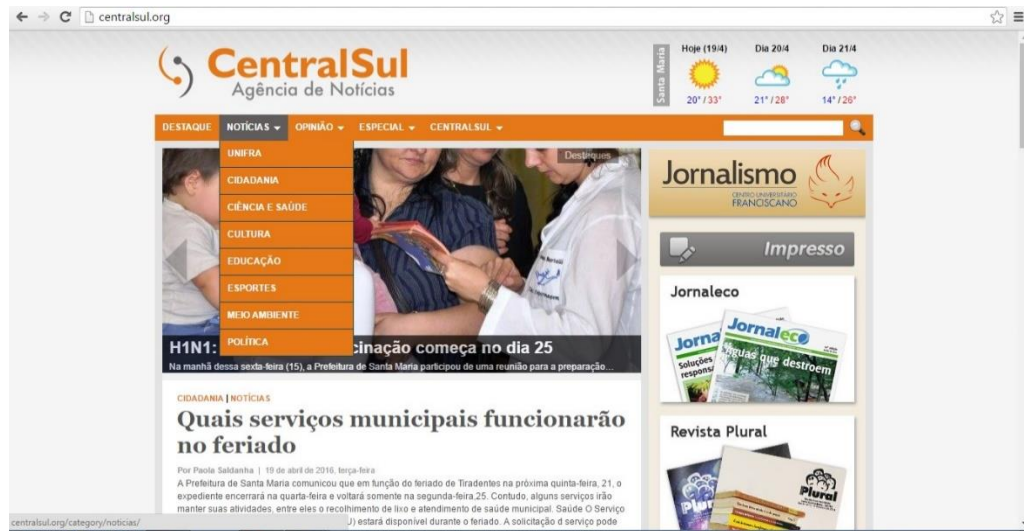 centralsul.org
CentralSul
Agência de Notícias
Santa Maria
Hoje (19/4) Dia 20/4 Dia 21/4
20° / 33° 21° / 28° 14° / 26°
DESTAQUE NOTÍCIAS OPINIÃO ESPECIAL CENTRALSUL
UNIFRA
CIDADANIA
CIÊNCIA E SAÚDE
CULTURA
EDUCAÇÃO
ESPORTES
MEIO AMBIENTE
POLÍTICA
Destaques
H1N1: cinação começa no dia 25
Na manhã dessa sexta-feira (15), a Prefeitura de Santa Maria participou de uma reunião para a preparação...
Jornalismo
CENTRO UNIVERSITÁRIO
FRANCISCANO
Impresso
Jornaleco
Jorna
Soluções
respons
Jornaleco
Águas que destroem
Revista Plural
Plural
Plur
CIDADANIA | NOTÍCIAS
Quais serviços municipais funcionarão
no feriado
Por Paola Saldanha | 19 de abril de 2016, terça-feira
A Prefeitura de Santa Maria comunicou que em função do feriado de Tiradentes na próxima quinta-feira, 21, o
expediente encerrará na quarta-feira e voltará somente na segunda-feira,25. Contudo, alguns serviços irão
manter suas atividades, entre eles o recolhimento de lixo e atendimento de saúde municipal. Saúde O Serviço
U) estará disponível durante o feriado. A solicitação d serviço pode
centralsul.org/category/noticias/